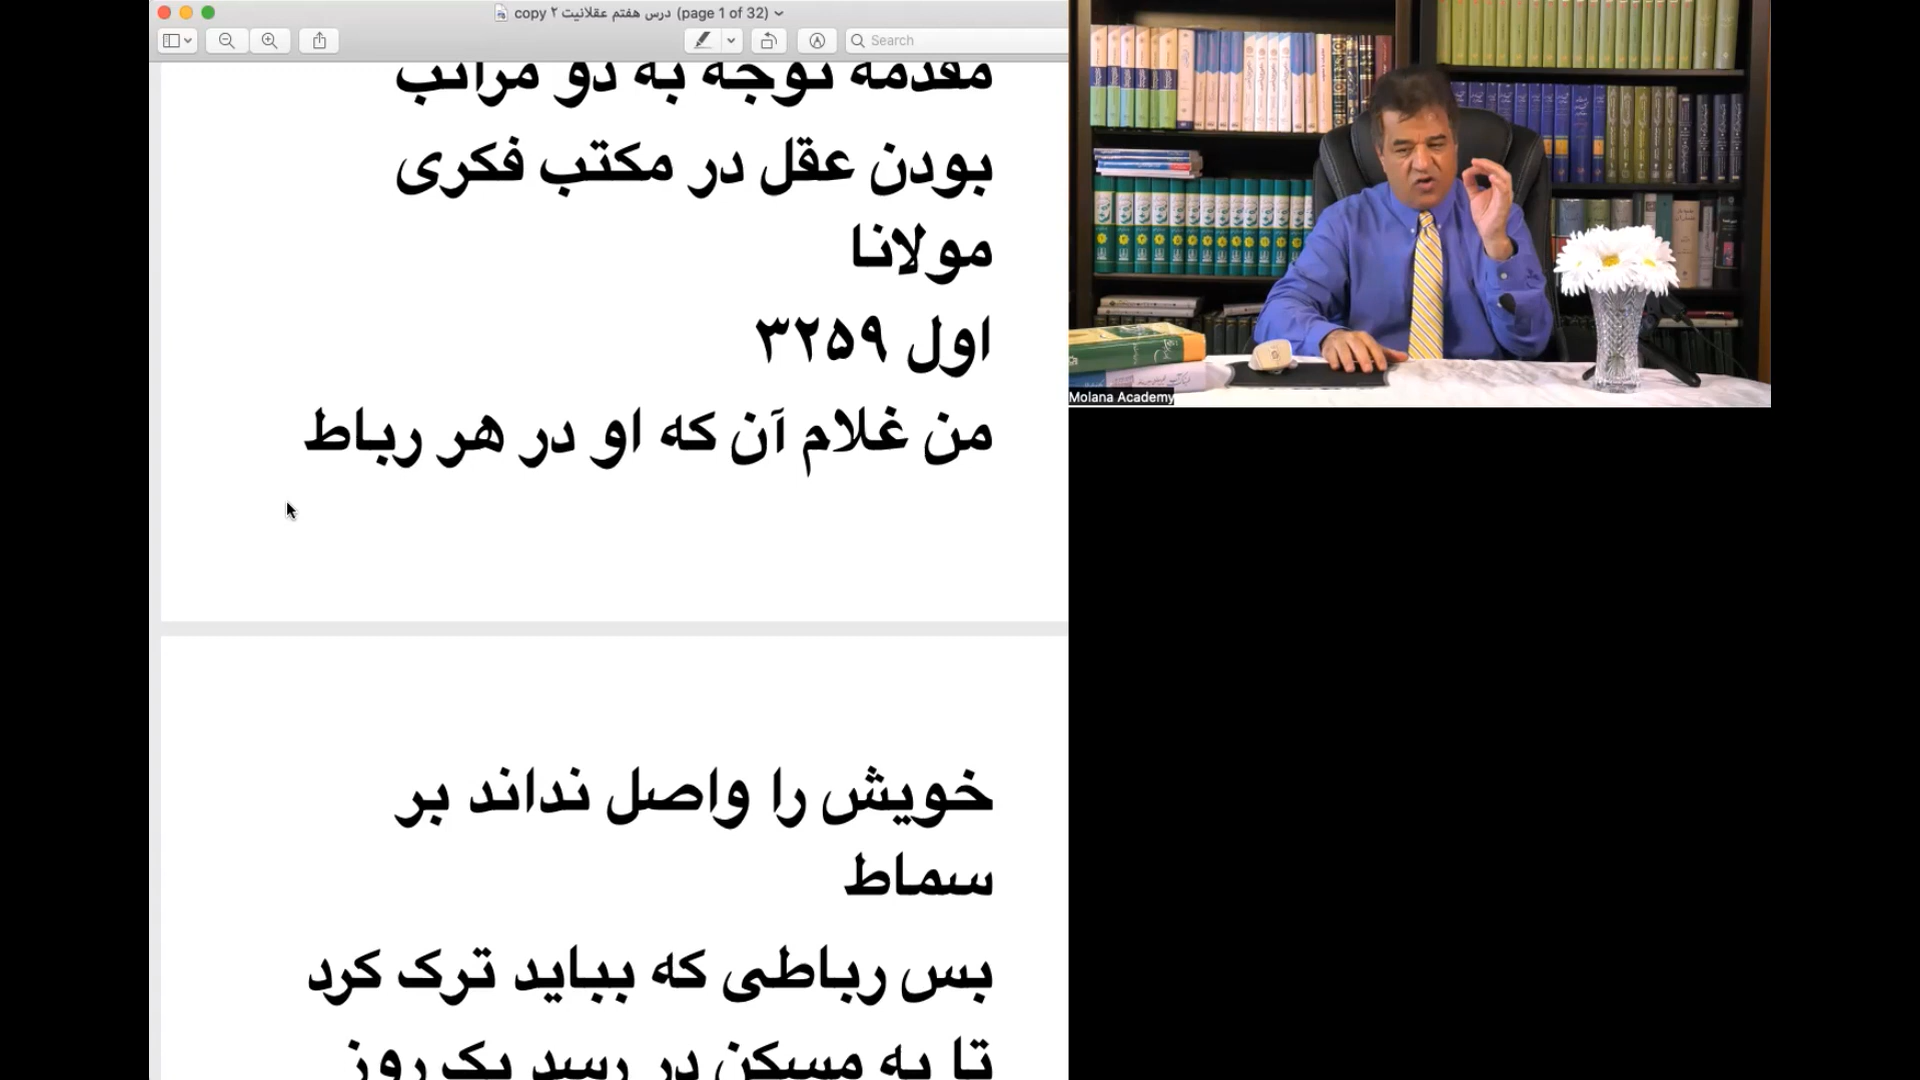 درس هفتم عقلانیت ۲ copy (page 1 of 32)
Search
مقدمه توجه به دو مراتب
بودن عقل در مکتب فکری
مولانا
اول ۳۲۵۹
من غلام آن که او در هر رباط
خویش را واصل نداند بر
سماط
بس رباطی که بباید ترک کرد
تا به مسکن در رسد یک روز
Molana Academy